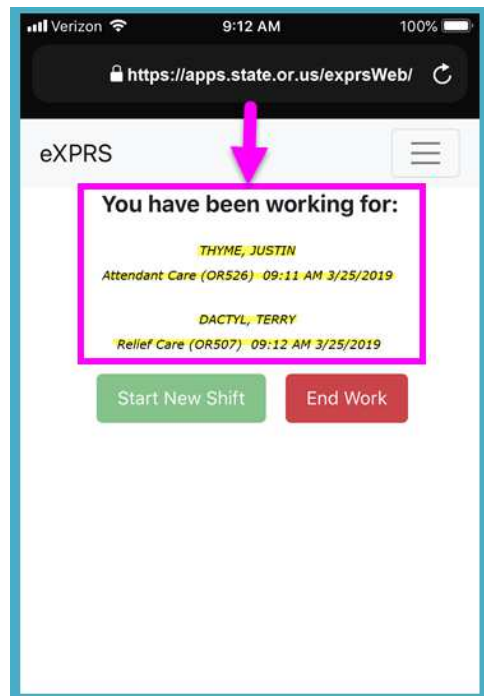 Verizon 9:12 AM 100%
https://apps.state.or.us/exprsWeb/
eXPRS
You have been working for:
THYME, JUSTIN
Attendant Care (OR526) 09:11 AM 3/25/2019
DACTYL, TERRY
Relief Care (OR507) 09:12 AM 3/25/2019
Start New Shift End Work